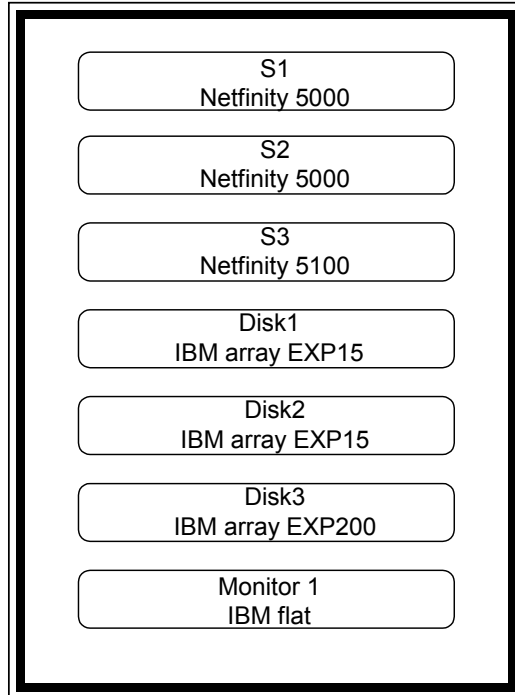 S1
Netfinity 5000
S2
Netfinity 5000
S3
Netfinity 5100
Disk1
IBM array EXP15
Disk2
IBM array EXP15
Disk3
IBM array EXP200
Monitor 1
IBM flat